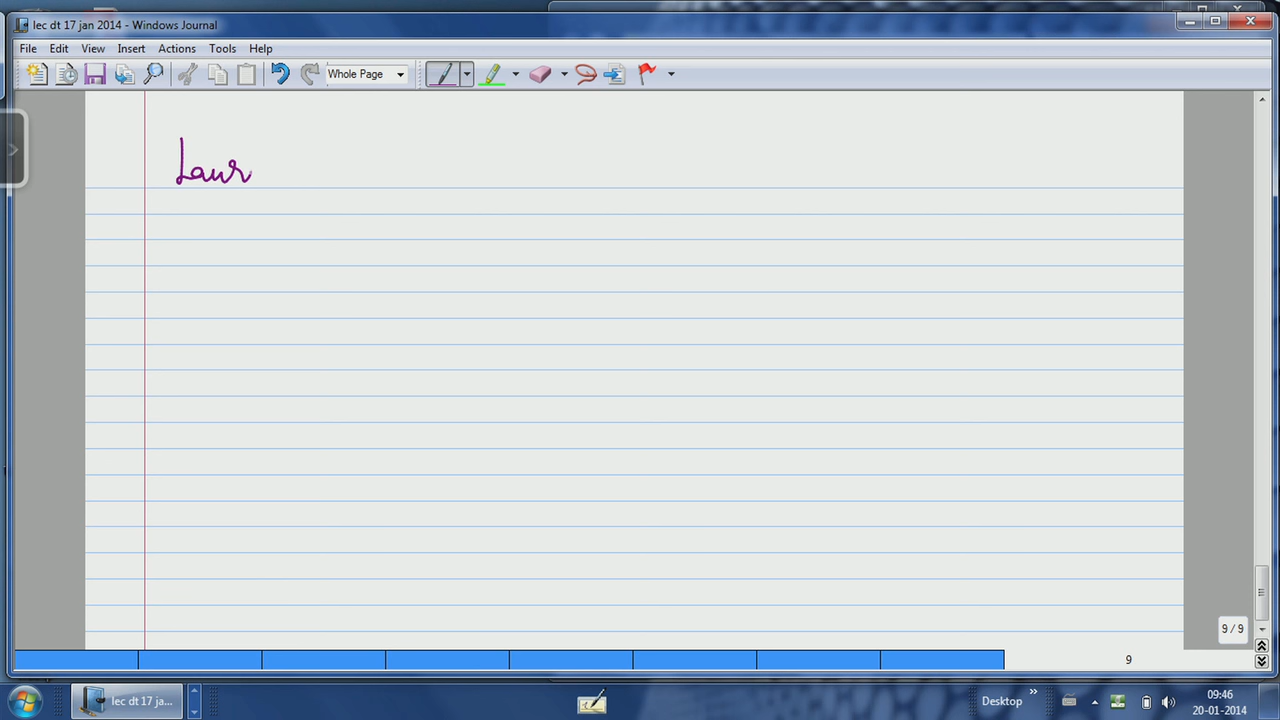 lec dt 17 jan 2014 - Windows Journal
File Edit View Insert Actions Tools Help
Whole Page
Laur
9 / 9
9
lec dt 17 ja...
Desktop
09:46
20-01-2014